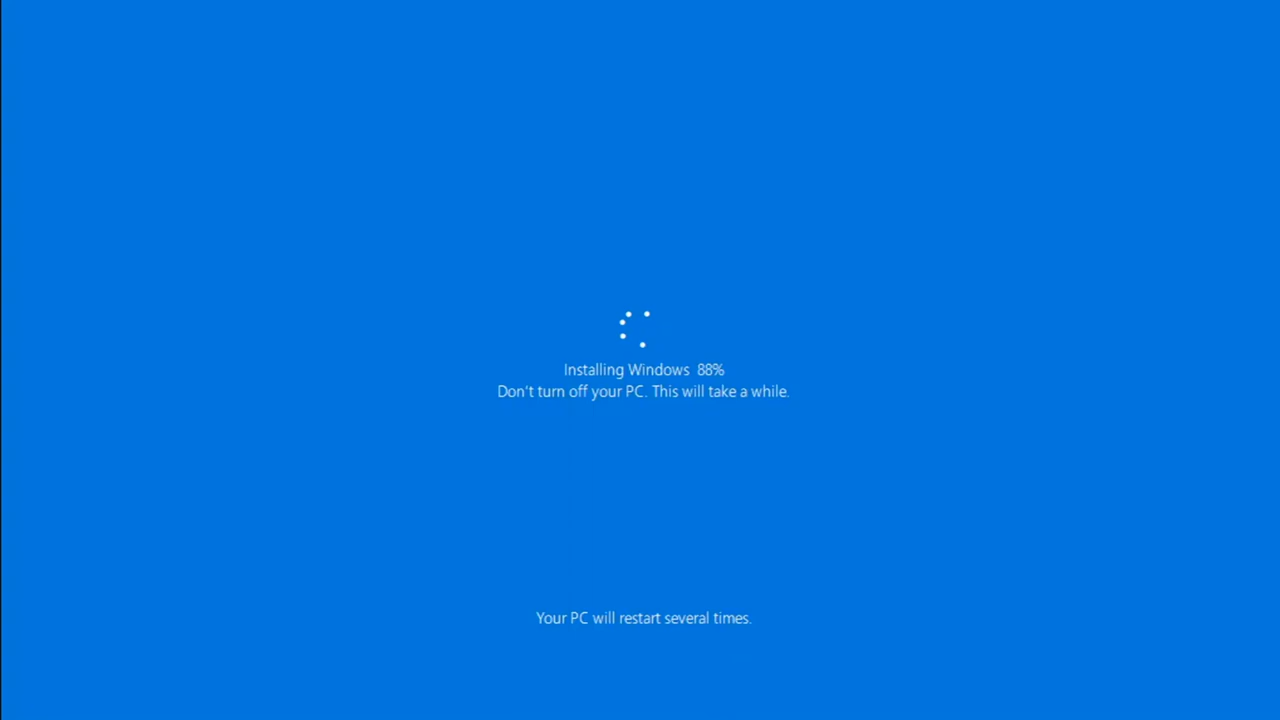 Installing Windows  88%
Don't turn off your PC. This will take a while.
Your PC will restart several times.